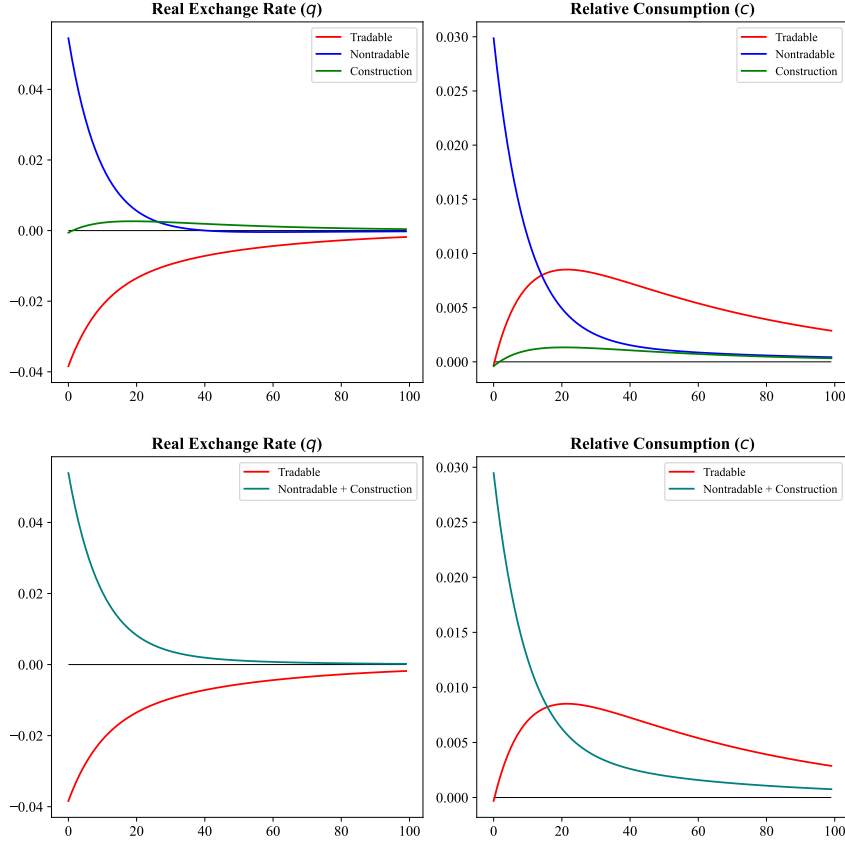 Real Exchange Rate (q)
Tradable
Nontradable
Construction
0.04
0.02
0.00
−0.02
−0.04
0 20 40 60 80 100
Relative Consumption (c)
Tradable
Nontradable
Construction
0.030
0.025
0.020
0.015
0.010
0.005
0.000
0 20 40 60 80 100
Real Exchange Rate (q)
Tradable
Nontradable + Construction
0.04
0.02
0.00
−0.02
−0.04
0 20 40 60 80 100
Relative Consumption (c)
Tradable
Nontradable + Construction
0.030
0.025
0.020
0.015
0.010
0.005
0.000
0 20 40 60 80 100